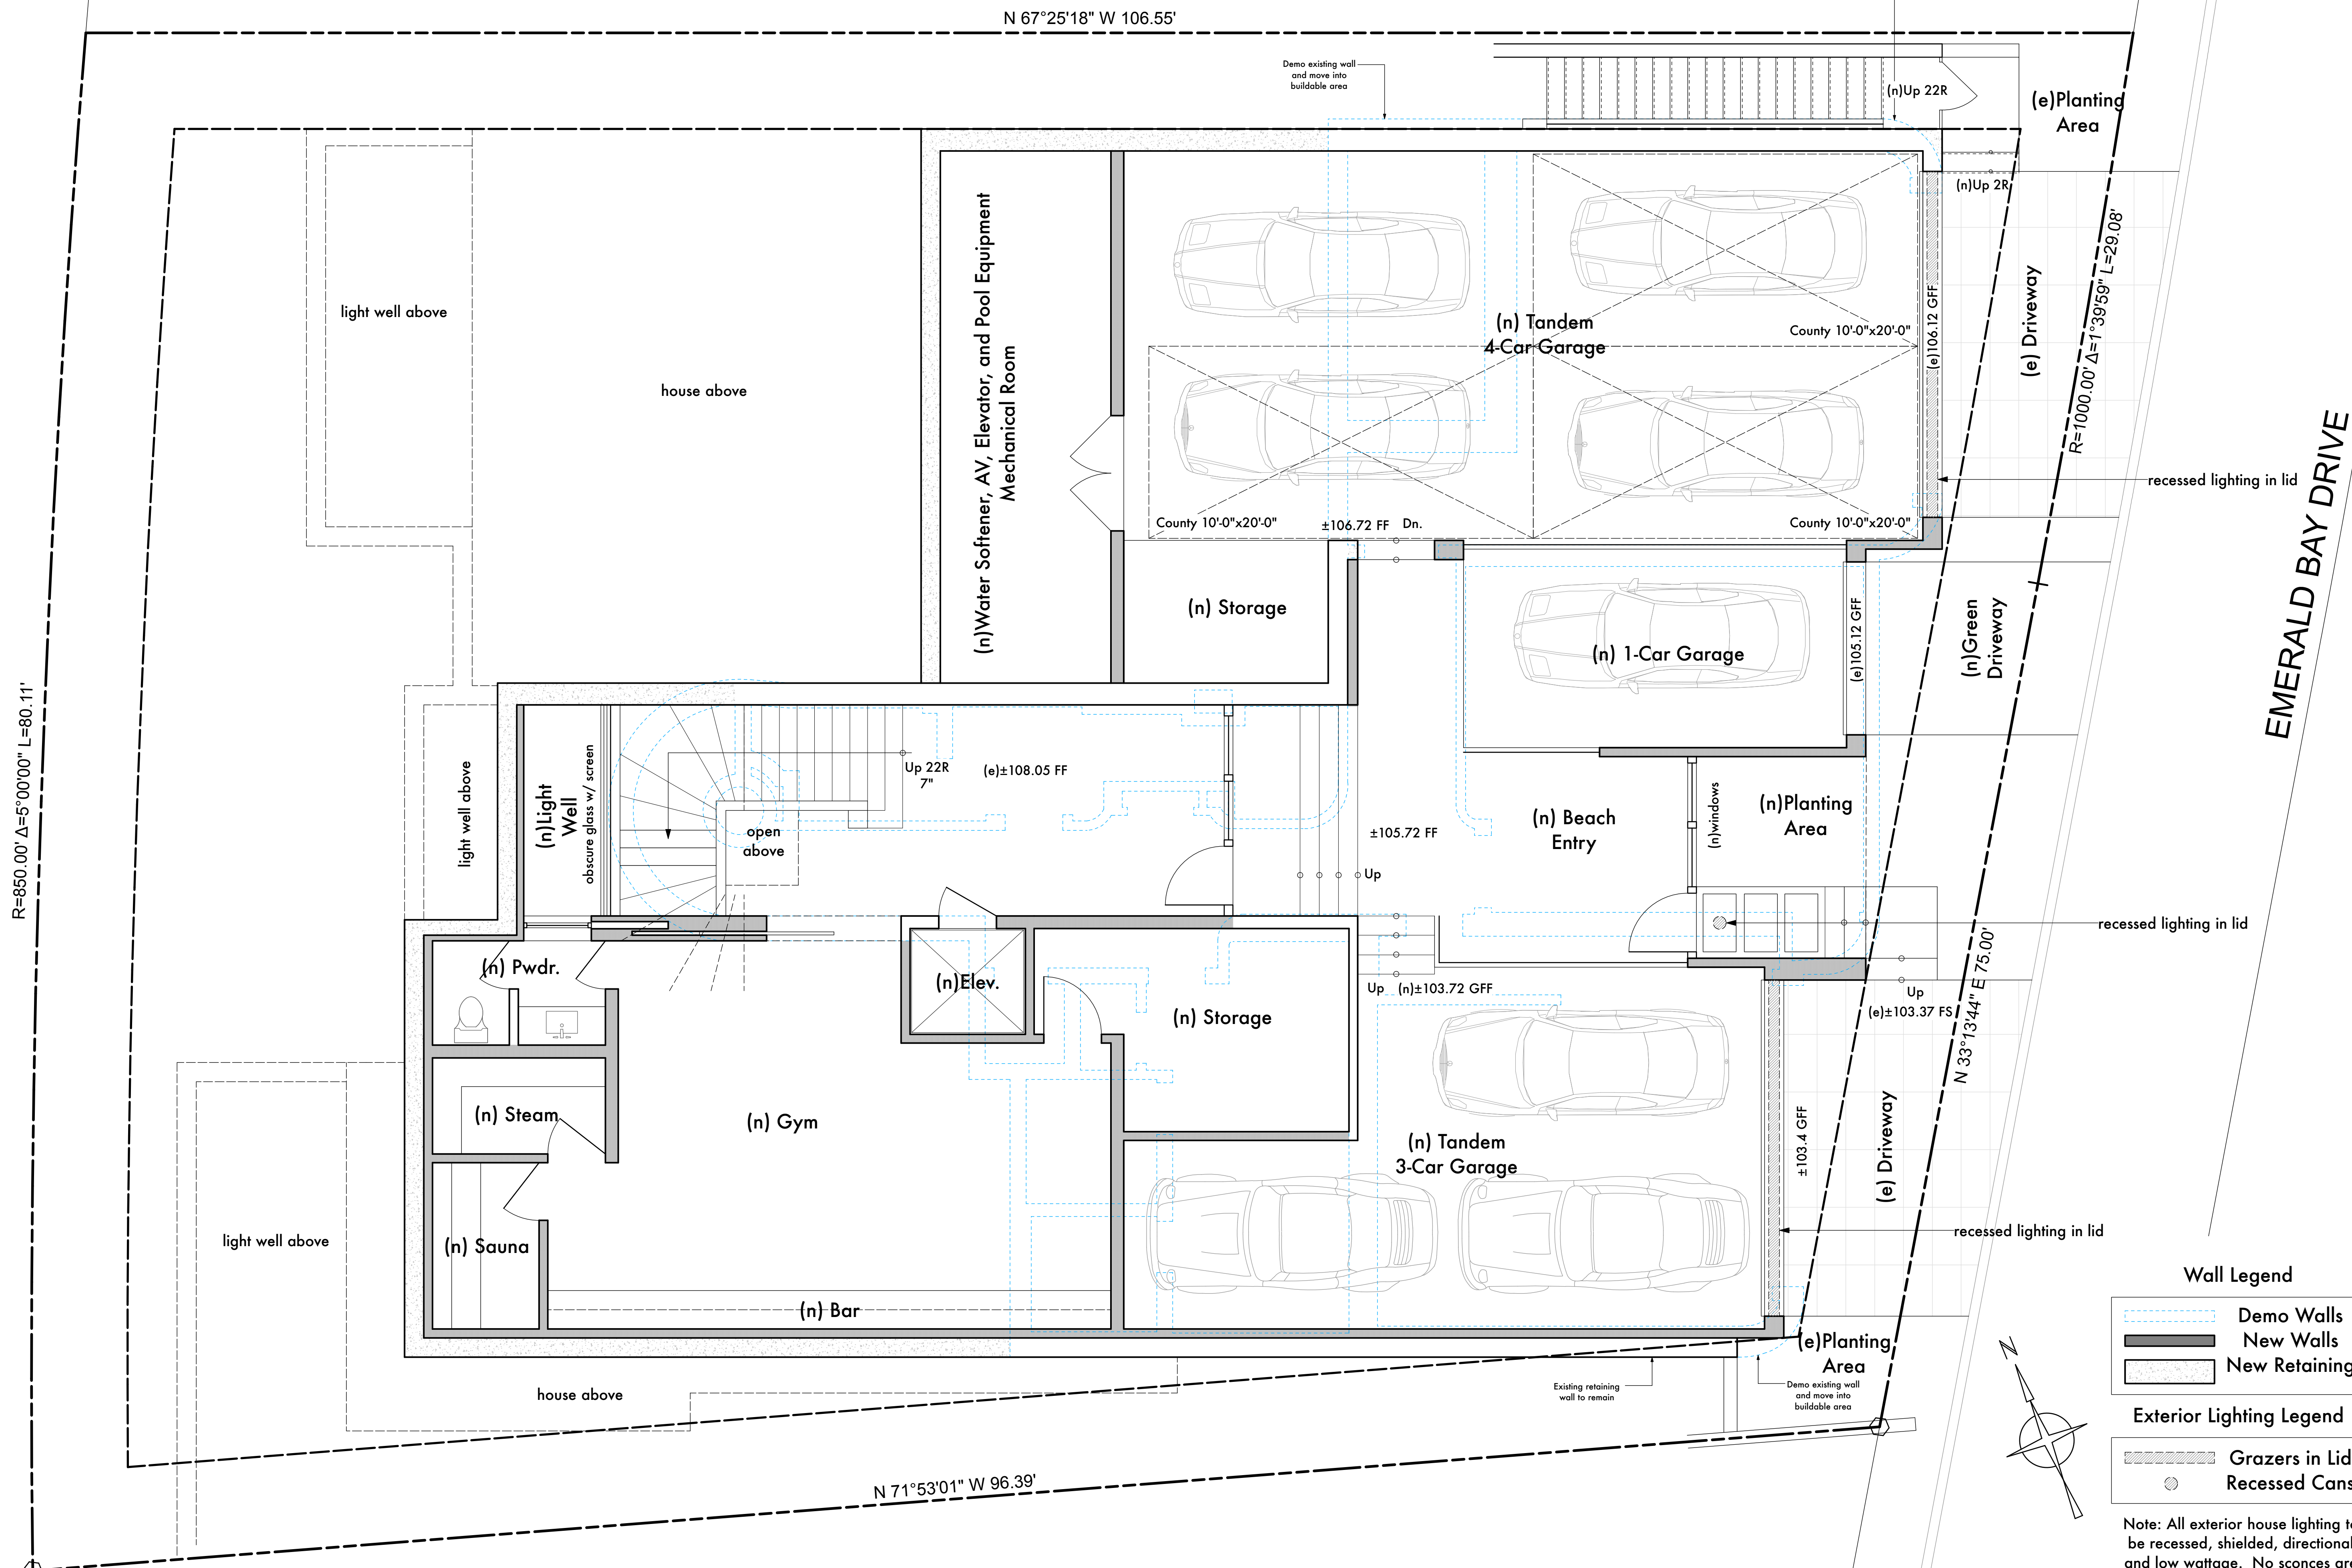 N 67°25'18" W 106.55'
Demo existing wall
and move into
buildable area
(n)Up 22R
(e)Planting
Area
(n)Up 2R
light well above
house above
(n)Water Softener, AV, Elevator, and Pool Equipment
Mechanical Room
(n) Tandem
4-Car Garage
County 10'-0"x20'-0"
(e)106.12 GFF
(e) Driveway
R=1000.00' Δ=1°39'59" L=29.08'
EMERALD BAY DRIVE
recessed lighting in lid
County 10'-0"x20'-0"
±106.72 FF
Dn.
County 10'-0"x20'-0"
(n) Storage
(n) 1-Car Garage
(e)105.12 GFF
(n)Green
Driveway
R=850.00' Δ=5°00'00" L=80.11'
light well above
(n)Light
Well
obscure glass w/ screen
Up 22R
7"
(e)±108.05 FF
open
above
±105.72 FF
Up
(n) Beach
Entry
(n)windows
(n)Planting
Area
recessed lighting in lid
(n) Pwdr.
(n)Elev.
(n) Storage
Up
(n)±103.72 GFF
Up
(e)±103.37 FS
N 33°13'44" E 75.00'
(n) Steam
(n) Gym
(n) Tandem
3-Car Garage
±103.4 GFF
(e) Driveway
light well above
(n) Sauna
(n) Bar
recessed lighting in lid
house above
Existing retaining
wall to remain
(e)Planting
Area
Demo existing wall
and move into
buildable area
N 71°53'01" W 96.39'
N
Wall Legend
Demo Walls
New Walls
New Retaining
Exterior Lighting Legend
Grazers in Lid
Recessed Cans
Note: All exterior house lighting to
be recessed, shielded, directional
and low wattage. No sconces are